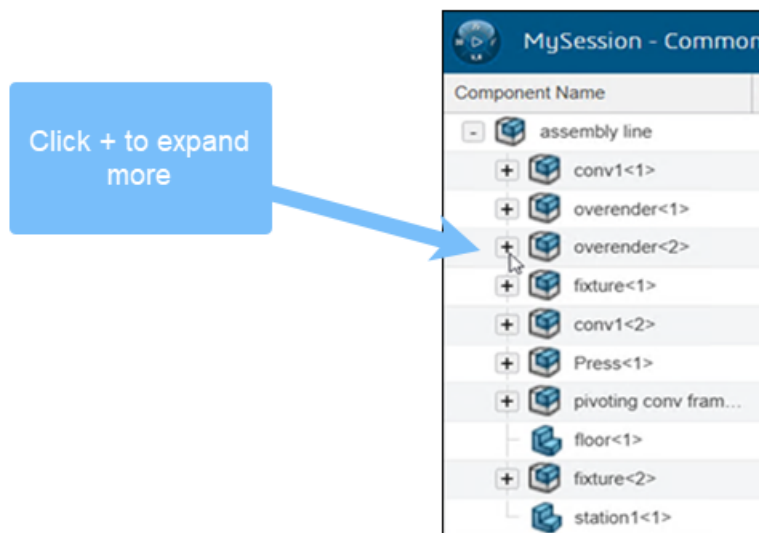 MySession - Common
Component Name
Click + to expand
more
assembly line
conv1<1>
overender<1>
overender<2>
fixture<1>
conv1<2>
Press<1>
pivoting conv fram...
floor<1>
fixture<2>
station1<1>